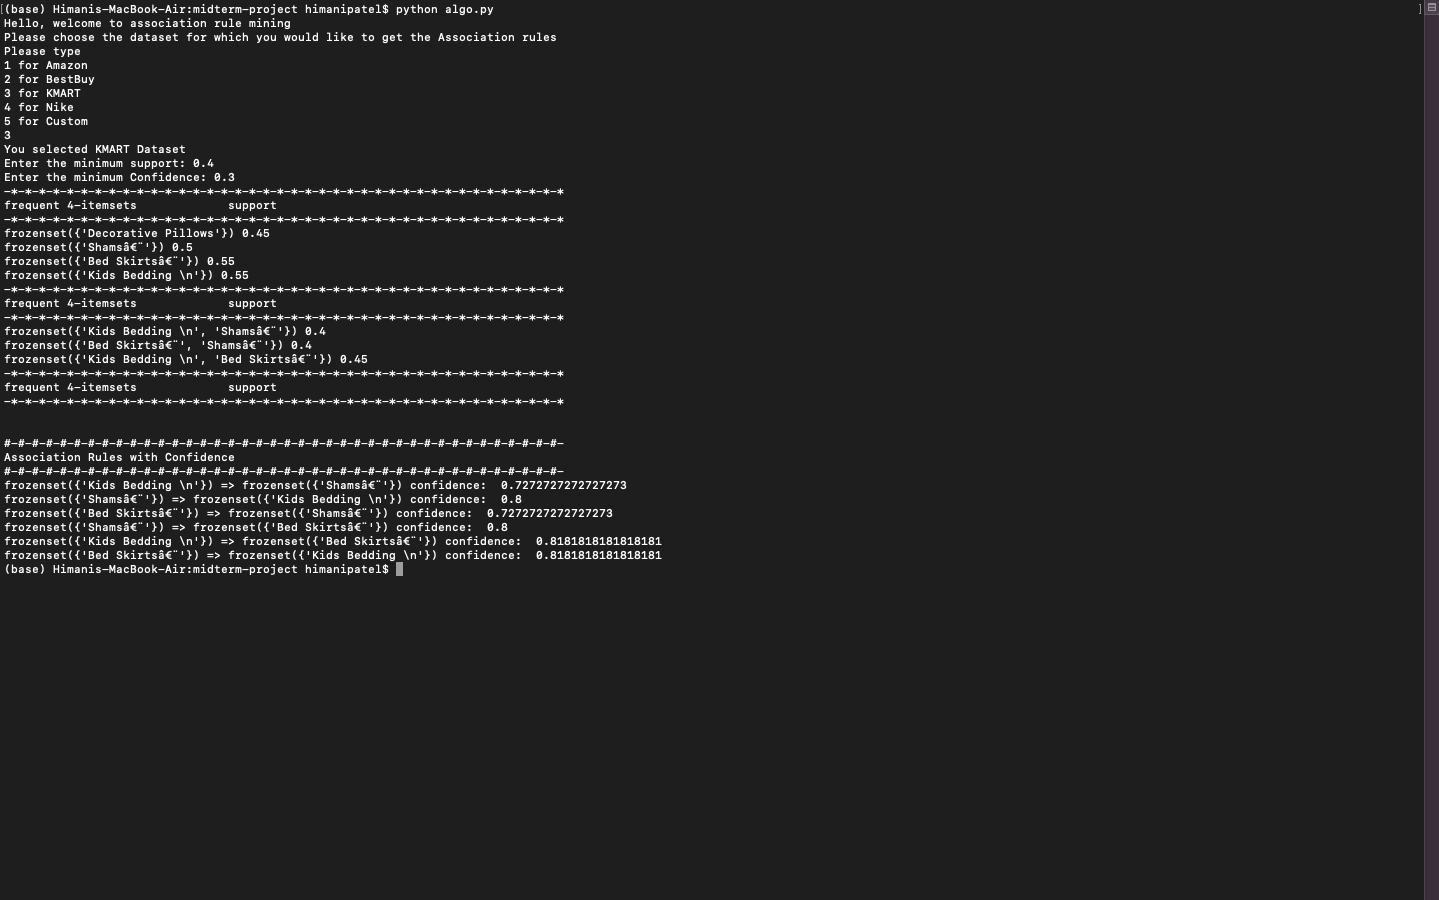 [(base) Himanis-MacBook-Air:midterm-project himanipatel$ python algo.py ]
Hello, welcome to association rule mining
Please choose the dataset for which you would like to get the Association rules
Please type
1 for Amazon
2 for BestBuy
3 for KMART
4 for Nike
5 for Custom
3
You selected KMART Dataset
Enter the minimum support: 0.4
Enter the minimum Confidence: 0.3
-*-*-*-*-*-*-*-*-*-*-*-*-*-*-*-*-*-*-*-*-*-*-*-*-*-*-*-*-*-*-*-*-*-*-*-*-*-*-*-*
frequent 4-itemsets             support
-*-*-*-*-*-*-*-*-*-*-*-*-*-*-*-*-*-*-*-*-*-*-*-*-*-*-*-*-*-*-*-*-*-*-*-*-*-*-*-*
frozenset({'Decorative Pillows'}) 0.45
frozenset({'Shamsâ€¨'}) 0.5
frozenset({'Bed Skirtsâ€¨'}) 0.55
frozenset({'Kids Bedding \n'}) 0.55
-*-*-*-*-*-*-*-*-*-*-*-*-*-*-*-*-*-*-*-*-*-*-*-*-*-*-*-*-*-*-*-*-*-*-*-*-*-*-*-*
frequent 4-itemsets             support
-*-*-*-*-*-*-*-*-*-*-*-*-*-*-*-*-*-*-*-*-*-*-*-*-*-*-*-*-*-*-*-*-*-*-*-*-*-*-*-*
frozenset({'Kids Bedding \n', 'Shamsâ€¨'}) 0.4
frozenset({'Bed Skirtsâ€¨', 'Shamsâ€¨'}) 0.4
frozenset({'Kids Bedding \n', 'Bed Skirtsâ€¨'}) 0.45
-*-*-*-*-*-*-*-*-*-*-*-*-*-*-*-*-*-*-*-*-*-*-*-*-*-*-*-*-*-*-*-*-*-*-*-*-*-*-*-*
frequent 4-itemsets             support
-*-*-*-*-*-*-*-*-*-*-*-*-*-*-*-*-*-*-*-*-*-*-*-*-*-*-*-*-*-*-*-*-*-*-*-*-*-*-*-*
#-#-#-#-#-#-#-#-#-#-#-#-#-#-#-#-#-#-#-#-#-#-#-#-#-#-#-#-#-#-#-#-#-#-#-#-#-#-#-#-
Association Rules with Confidence
#-#-#-#-#-#-#-#-#-#-#-#-#-#-#-#-#-#-#-#-#-#-#-#-#-#-#-#-#-#-#-#-#-#-#-#-#-#-#-#-
frozenset({'Kids Bedding \n'}) => frozenset({'Shamsâ€¨'}) confidence:  0.7272727272727273
frozenset({'Shamsâ€¨'}) => frozenset({'Kids Bedding \n'}) confidence:  0.8
frozenset({'Bed Skirtsâ€¨'}) => frozenset({'Shamsâ€¨'}) confidence:  0.7272727272727273
frozenset({'Shamsâ€¨'}) => frozenset({'Bed Skirtsâ€¨'}) confidence:  0.8
frozenset({'Kids Bedding \n'}) => frozenset({'Bed Skirtsâ€¨'}) confidence:  0.8181818181818181
frozenset({'Bed Skirtsâ€¨'}) => frozenset({'Kids Bedding \n'}) confidence:  0.8181818181818181
(base) Himanis-MacBook-Air:midterm-project himanipatel$